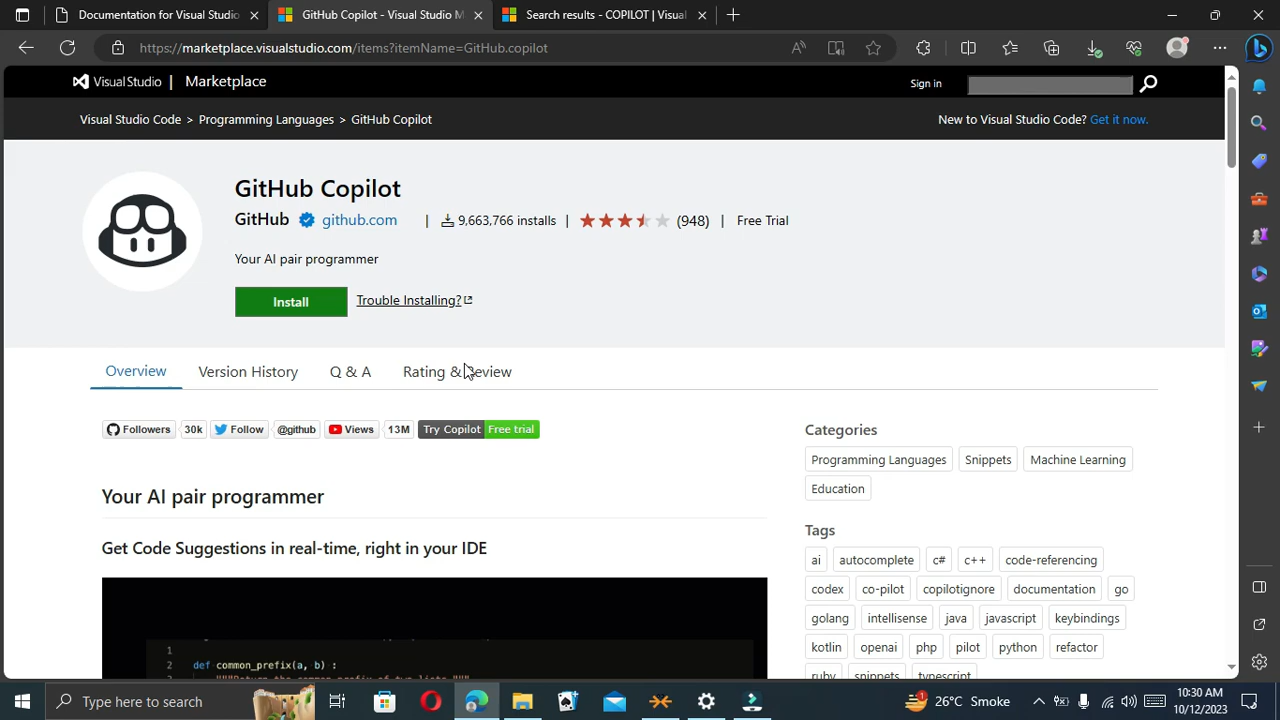 Documentation for Visual Studio
GitHub Copilot - Visual Studio M
Search results - COPILOT | Visual
https://marketplace.visualstudio.com/items?itemName=GitHub.copilot
Visual Studio | Marketplace
Sign in
Visual Studio Code > Programming Languages > GitHub Copilot
New to Visual Studio Code? Get it now.
GitHub Copilot
GitHub github.com | 9,663,766 installs | (948) | Free Trial
Your AI pair programmer
Install Trouble Installing?
Overview Version History Q & A Rating & Review
Followers 30k Follow @github Views 13M Try Copilot Free trial
Your AI pair programmer
Get Code Suggestions in real-time, right in your IDE
1
2 def common_prefix(a, b) :
Categories
Programming Languages Snippets Machine Learning
Education
Tags
ai autocomplete c# c++ code-referencing
codex co-pilot copilotignore documentation go
golang intellisense java javascript keybindings
kotlin openai php pilot python refactor
ruby snippets typescript
Type here to search
26°C Smoke
10:30 AM
10/12/2023